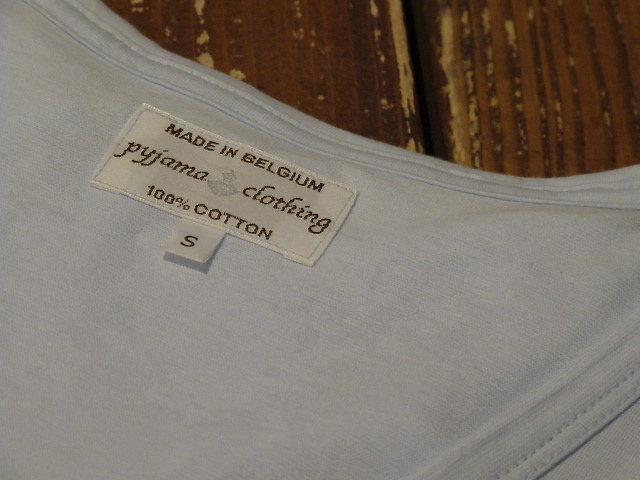 MADE IN BELGIUM
pyjama clothing
100% COTTON
S